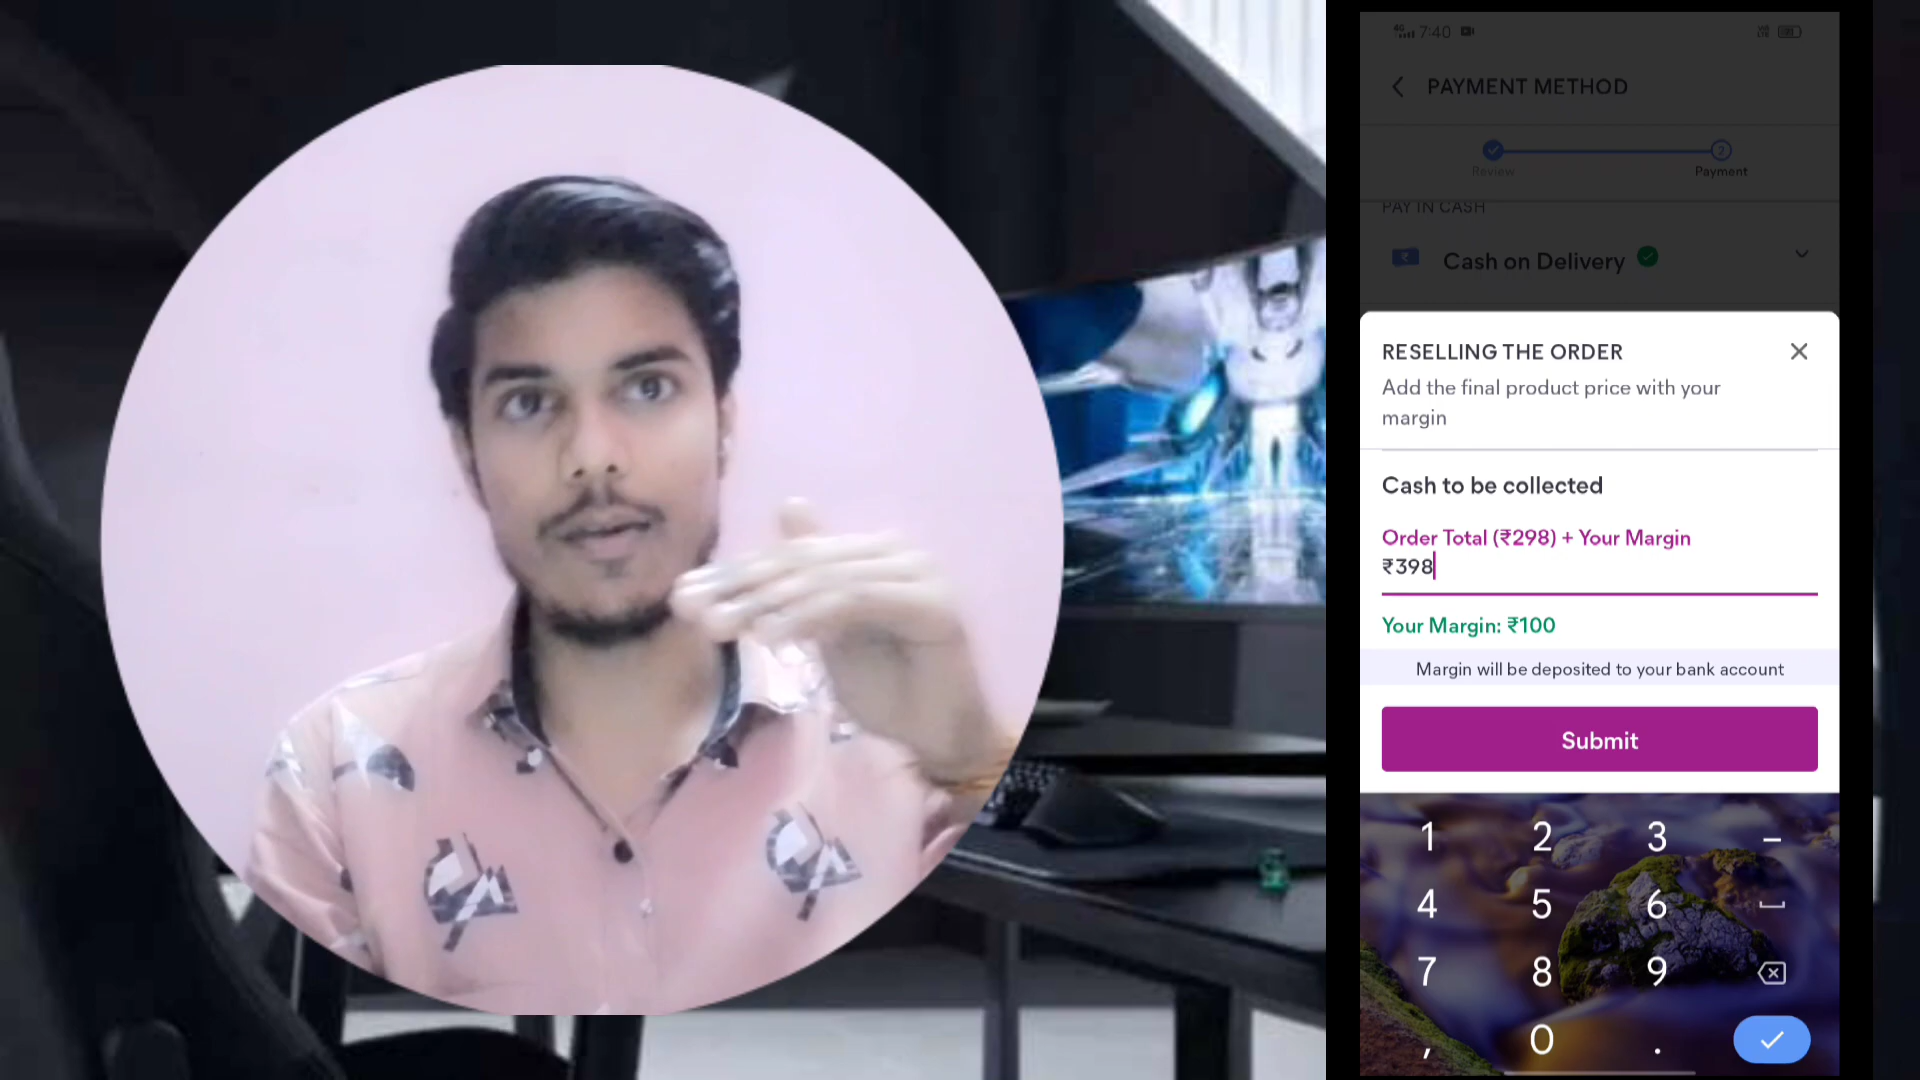 4G 7:40
PAYMENT METHOD
2
Review
Payment
PAY IN CASH
₹
Cash on Delivery
RESELLING THE ORDER
Add the final product price with your
margin
Cash to be collected
Order Total (₹298) + Your Margin
₹398
Your Margin: ₹100
Margin will be deposited to your bank account
Submit
1 2 3 –
4 5 6
7 8 9
, 0 .